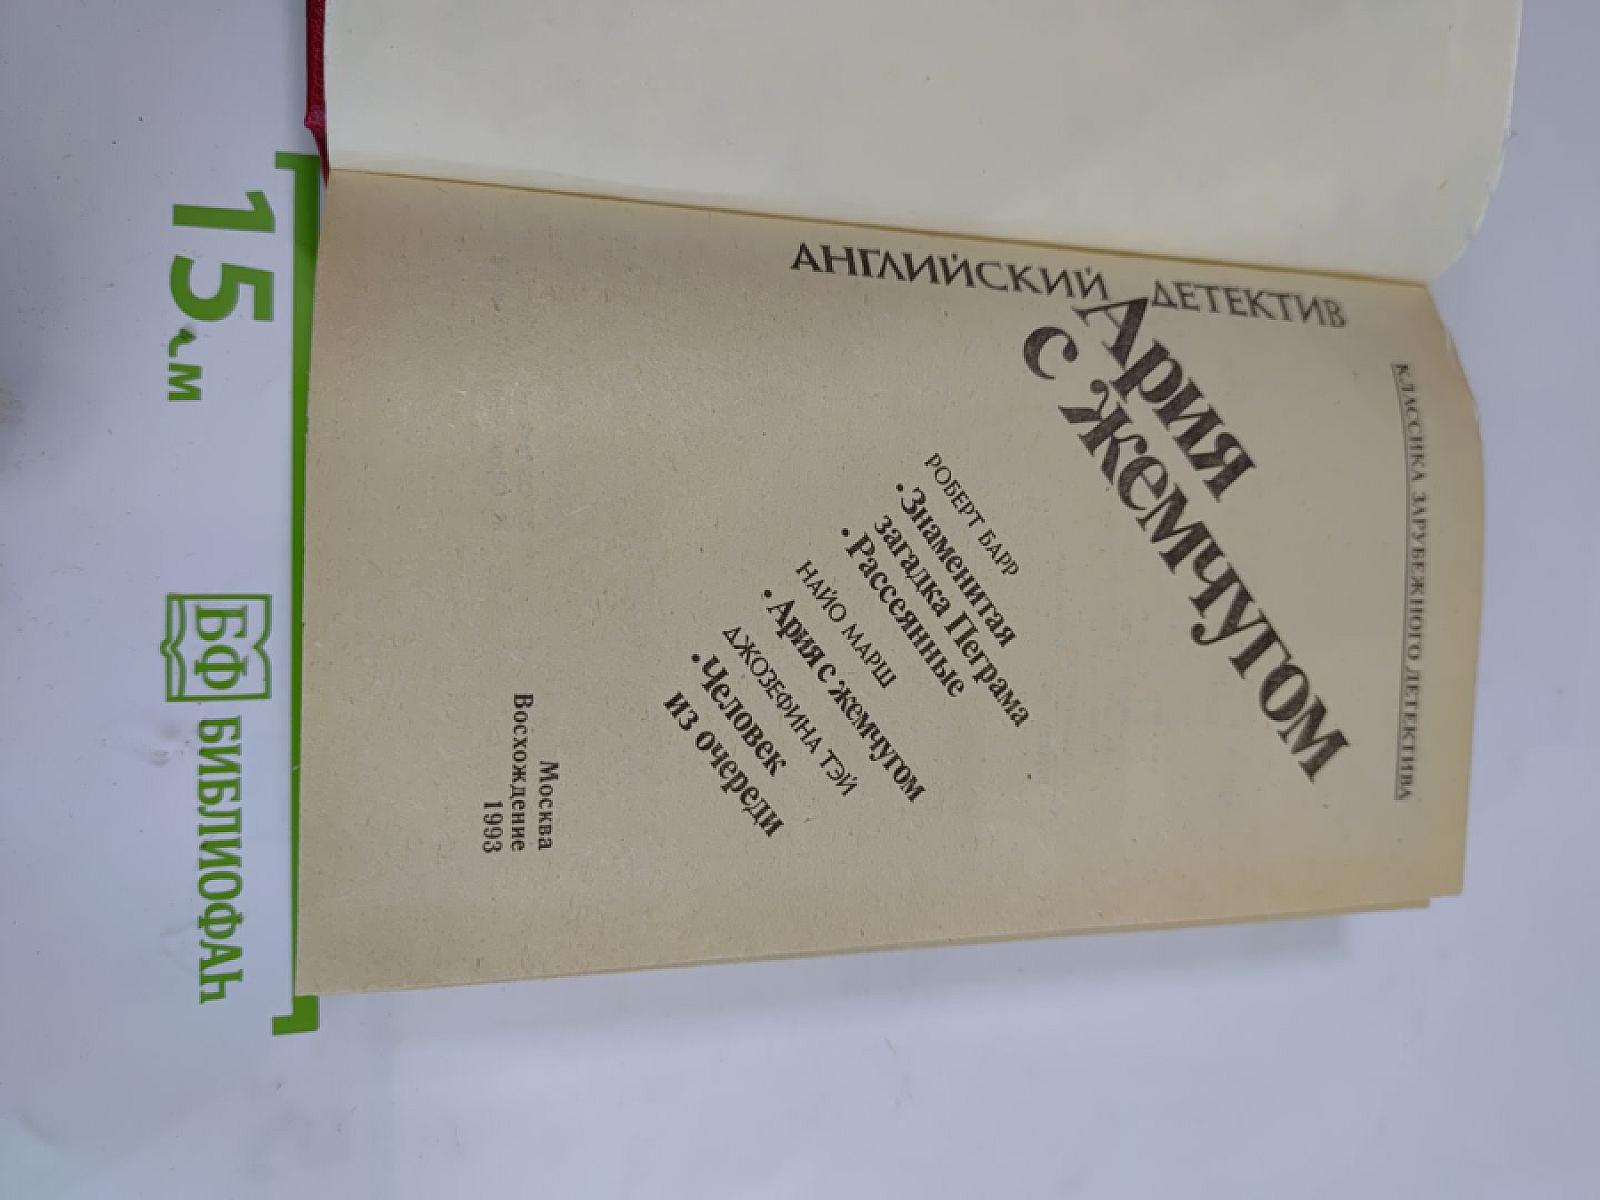 КЛАССИКА ЗАРУБЕЖНОГО ДЕТЕКТИВА
АНГЛИЙСКИЙ ДЕТЕКТИВ
Ария
с жемчугом
РОБЕРТ БАРР
• Знаменитая
загадка Пеграма
• Рассеянные
НАЙО МАРШ
• Ария с жемчугом
ДЖОЗЕФИНА ТЭЙ
• Человек
из очереди
Москва
Восхождение
1993
15 см
БФ БИБЛИОФАН